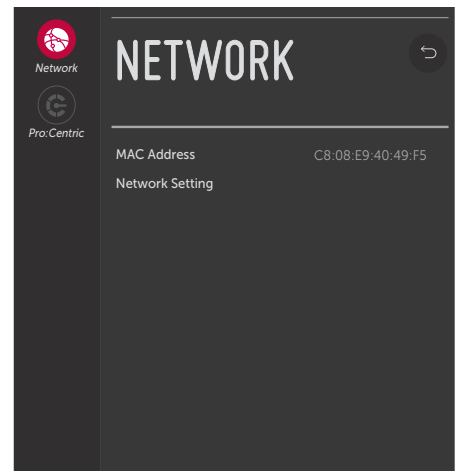 Network
Pro:Centric
NETWORK
MAC Address C8:08:E9:40:49:F5
Network Setting